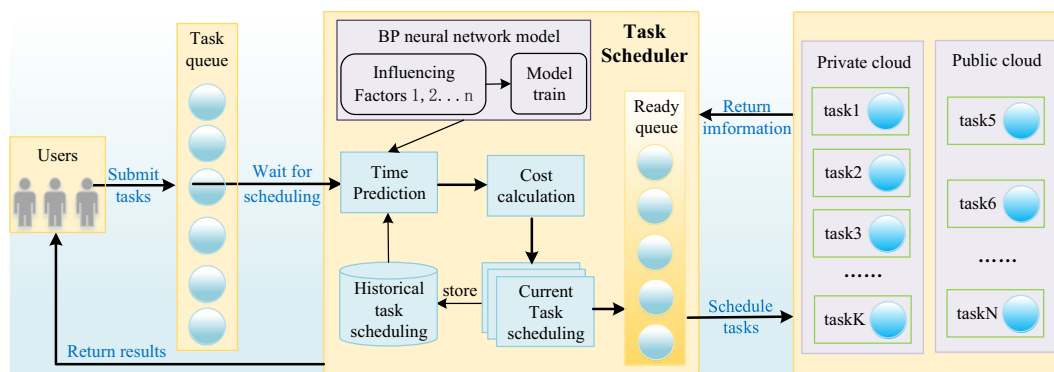 Users
Submit
tasks
Task
queue
Wait for
scheduling
BP neural network model
Influencing
Factors 1, 2... n
Model
train
Task
Scheduler
Time
Prediction
Cost
calculation
Historical
task
scheduling
store
Current
Task
scheduling
Ready
queue
Return
imformation
Schedule
tasks
Return results
Private cloud
task1
task2
task3
......
taskK
Public cloud
task5
task6
......
taskN